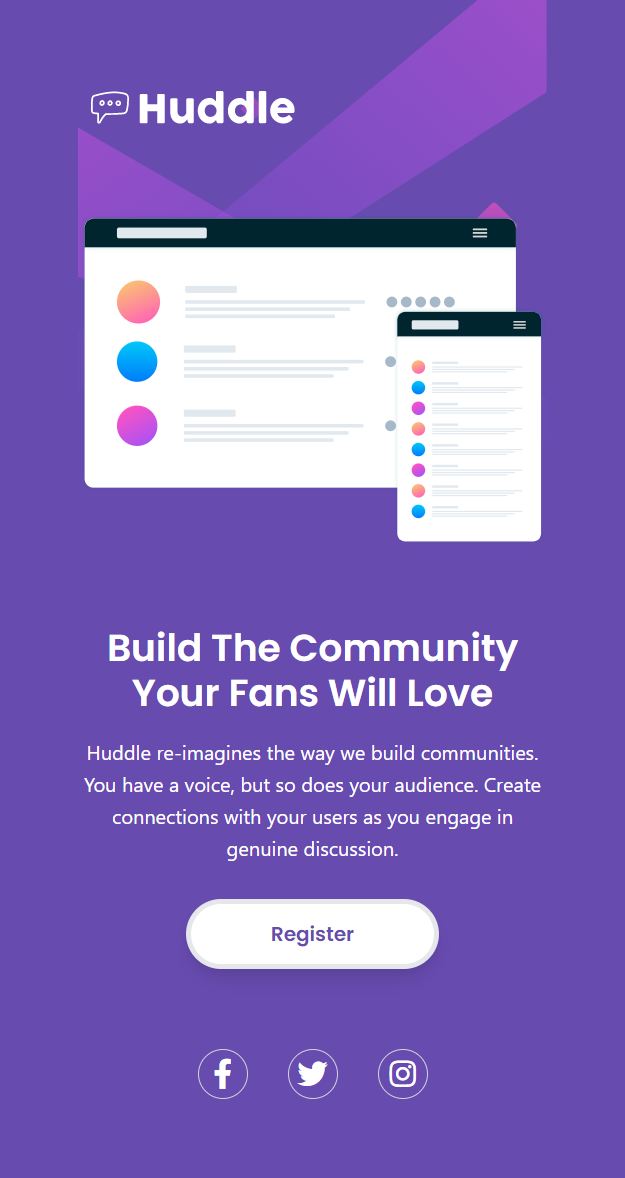 Huddle
Build The Community
Your Fans Will Love
Huddle re-imagines the way we build communities.
You have a voice, but so does your audience. Create
connections with your users as you engage in
genuine discussion.
Register